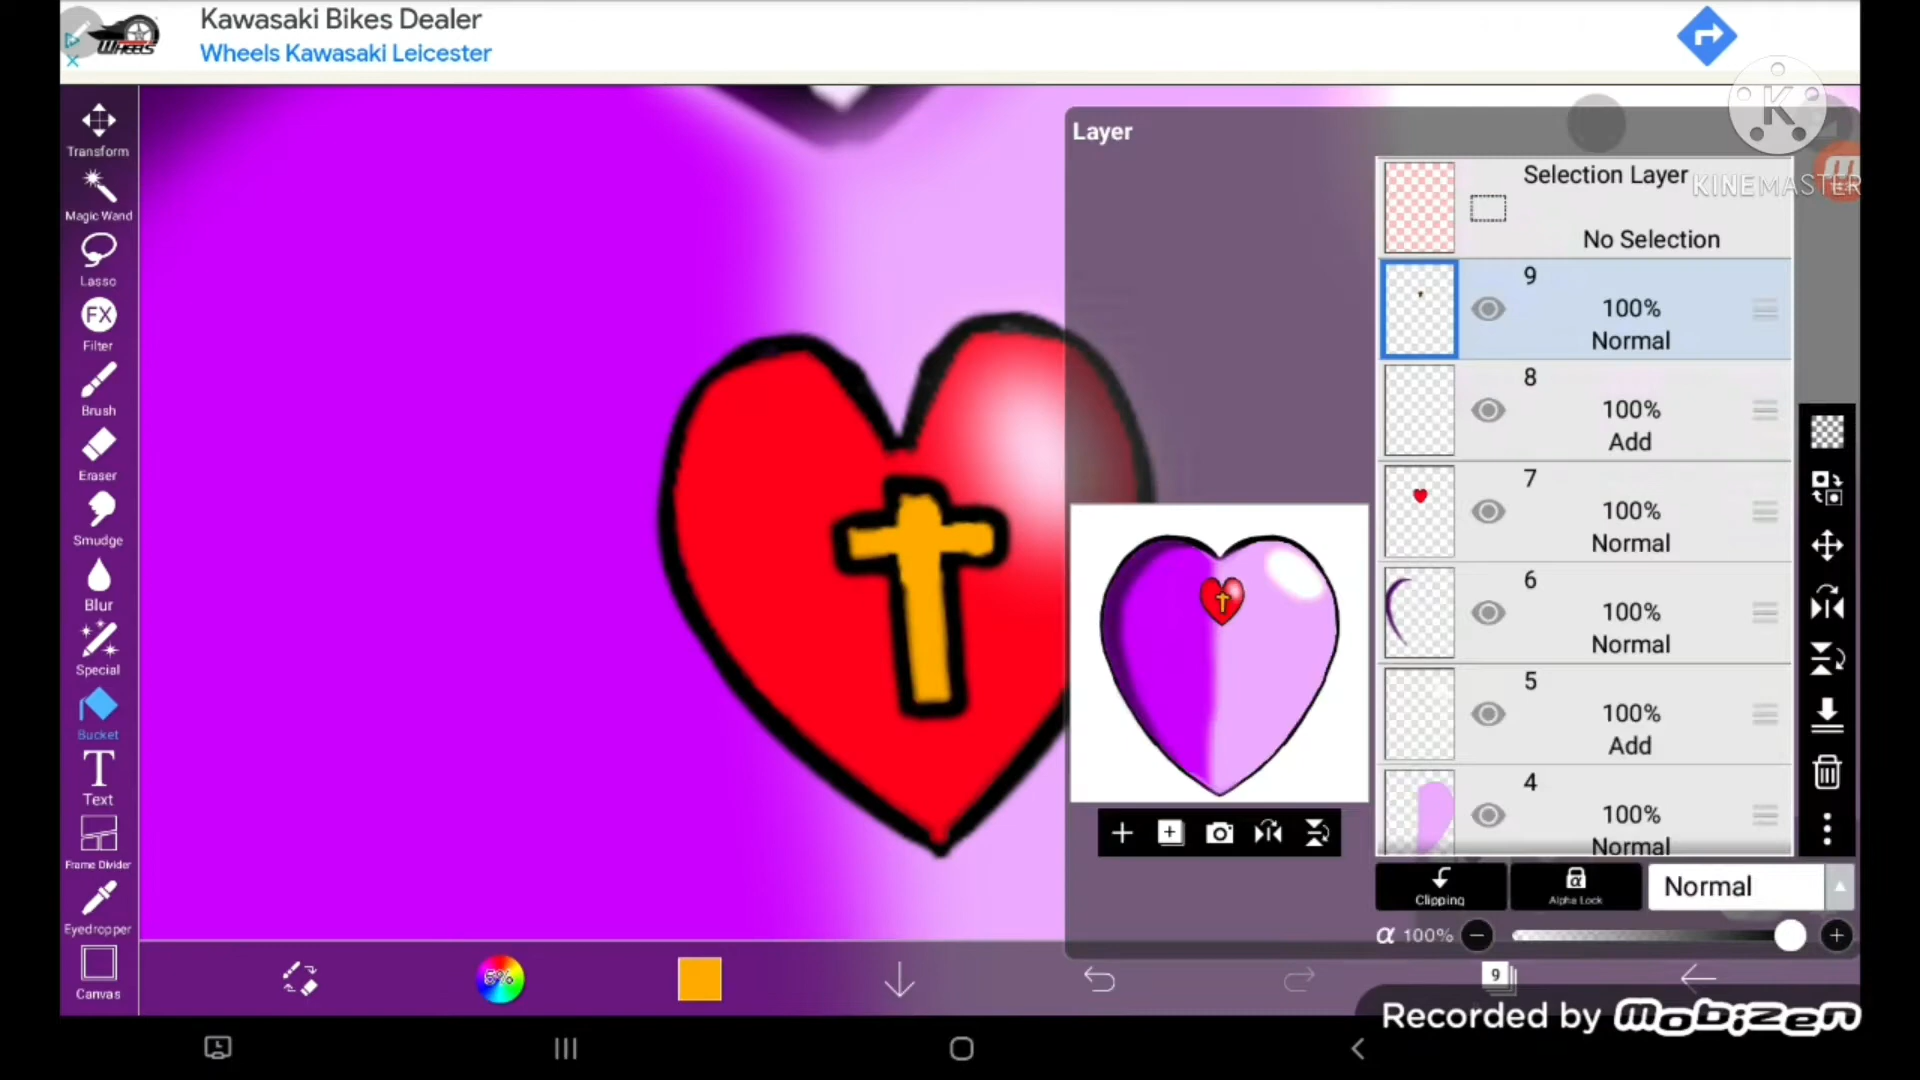 Kawasaki Bikes Dealer
Wheels Kawasaki Leicester
WHEELS
Layer
Transform
Magic Wand
Lasso
FX
Filter
Brush
Eraser
Smudge
Blur
Special
Bucket
T
Text
Frame Divider
Eyedropper
Canvas
Selection Layer
No Selection
K
KINEMASTER
9
100%
Normal
8
100%
Add
7
100%
Normal
6
100%
Normal
5
100%
Add
4
100%
Normal
Clipping
α
Alpha Lock
Normal
α 100%
5%
9
Recorded by mobizen